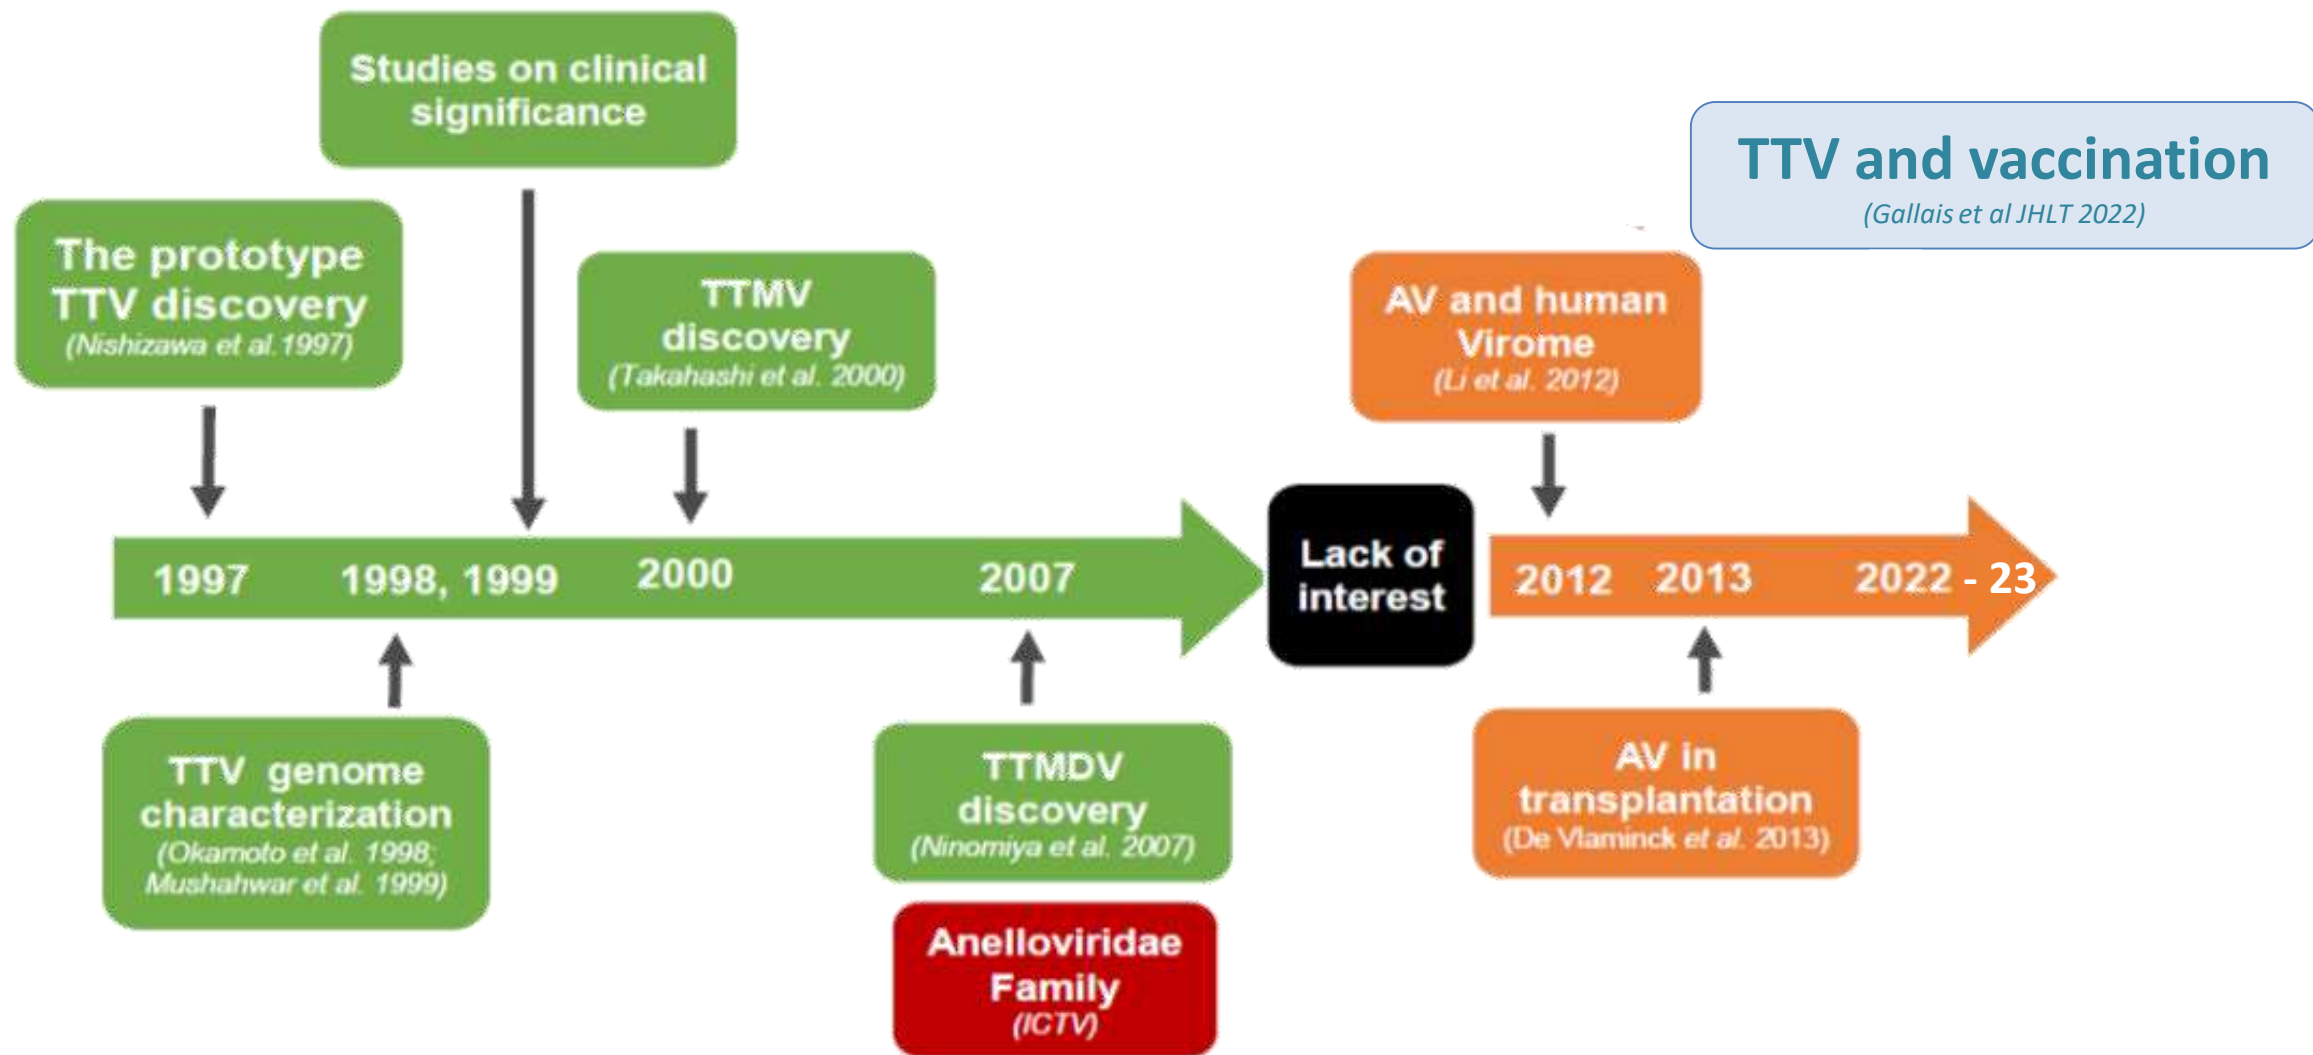 Studies on clinical
significance
TTV and vaccination
(Gallais et al JHLT 2022)
The prototype
TTV discovery
(Nishizawa et al.1997)
TTMV
discovery
(Takahashi et al. 2000)
AV and human
Virome
(Li et al. 2012)
1997
1998, 1999
2000
2007
Lack of
interest
2012
2013
2022 - 23
TTV genome
characterization
(Okamoto et al. 1998;
Mushahwar et al. 1999)
TTMDV
discovery
(Ninomiya et al. 2007)
AV in
transplantation
(De Vlaminck et al. 2013)
Anelloviridae
Family
(ICTV)